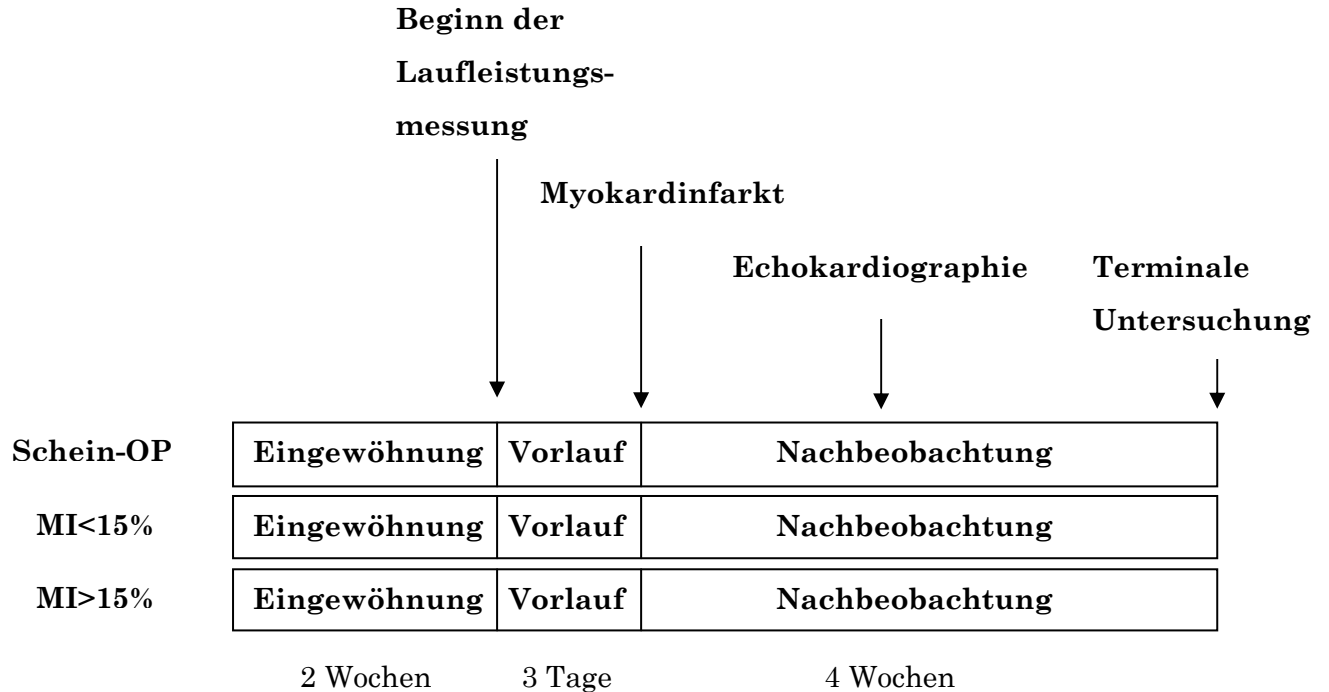 Beginn der
Laufleistungs-
messung
Myokardinfarkt
Echokardiographie
Terminale
Untersuchung
Schein-OP Eingewöhnung Vorlauf Nachbeobachtung
MI<15% Eingewöhnung Vorlauf Nachbeobachtung
MI>15% Eingewöhnung Vorlauf Nachbeobachtung
2 Wochen 3 Tage 4 Wochen